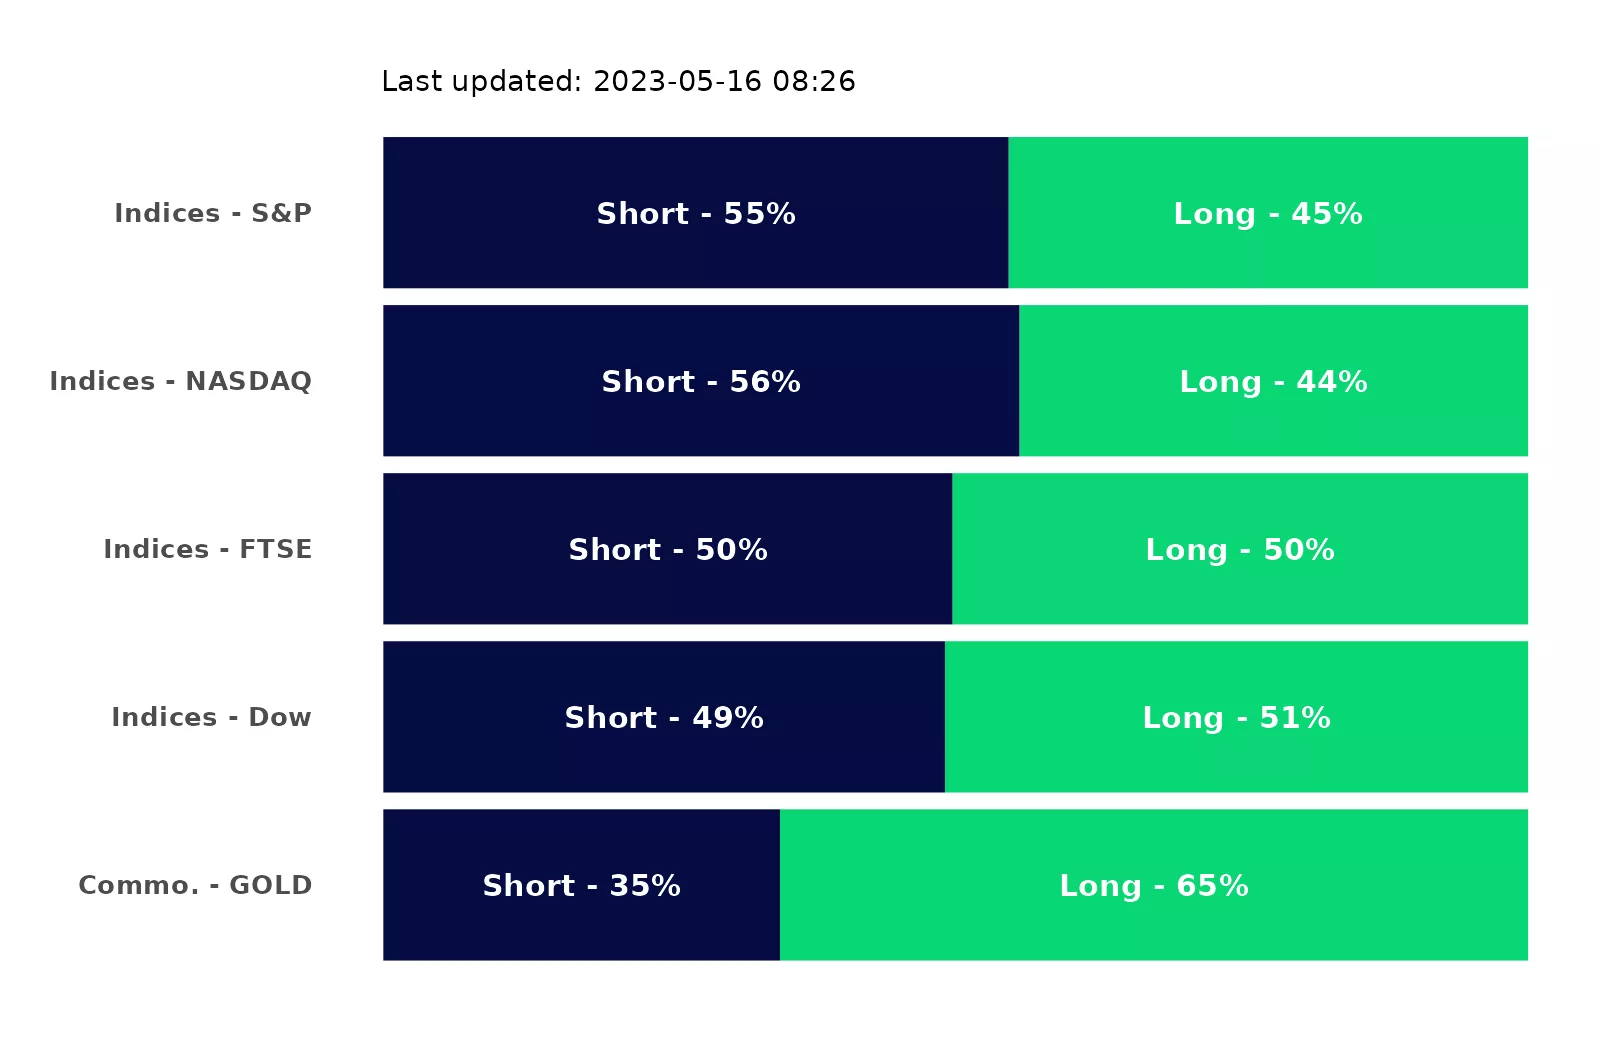 Last updated: 2023-05-16 08:26
Indices - S&P Short - 55% Long - 45%
Indices - NASDAQ Short - 56% Long - 44%
Indices - FTSE Short - 50% Long - 50%
Indices - Dow Short - 49% Long - 51%
Commo. - GOLD Short - 35% Long - 65%